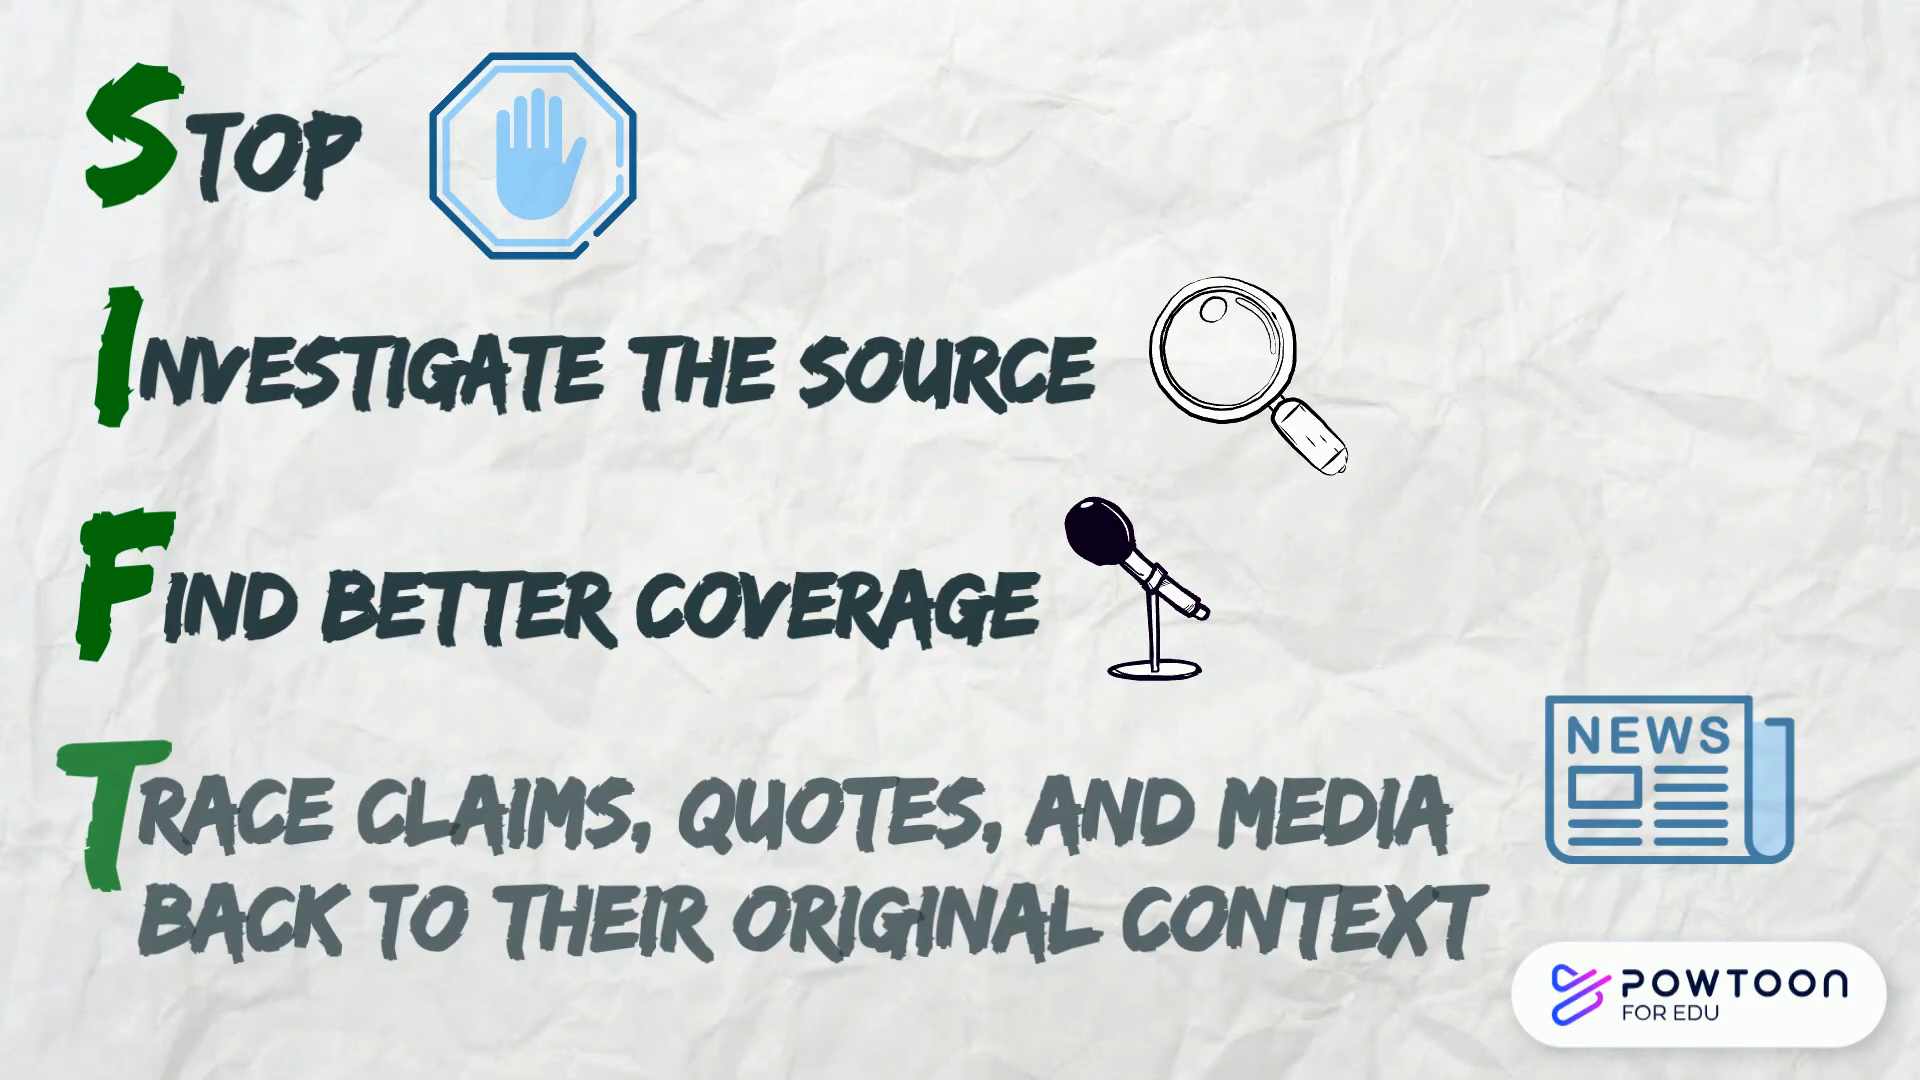 STOP
INVESTIGATE THE SOURCE
FIND BETTER COVERAGE
NEWS
TRACE CLAIMS, QUOTES, AND MEDIA
BACK TO THEIR ORIGINAL CONTEXT
POWTOON
FOR EDU